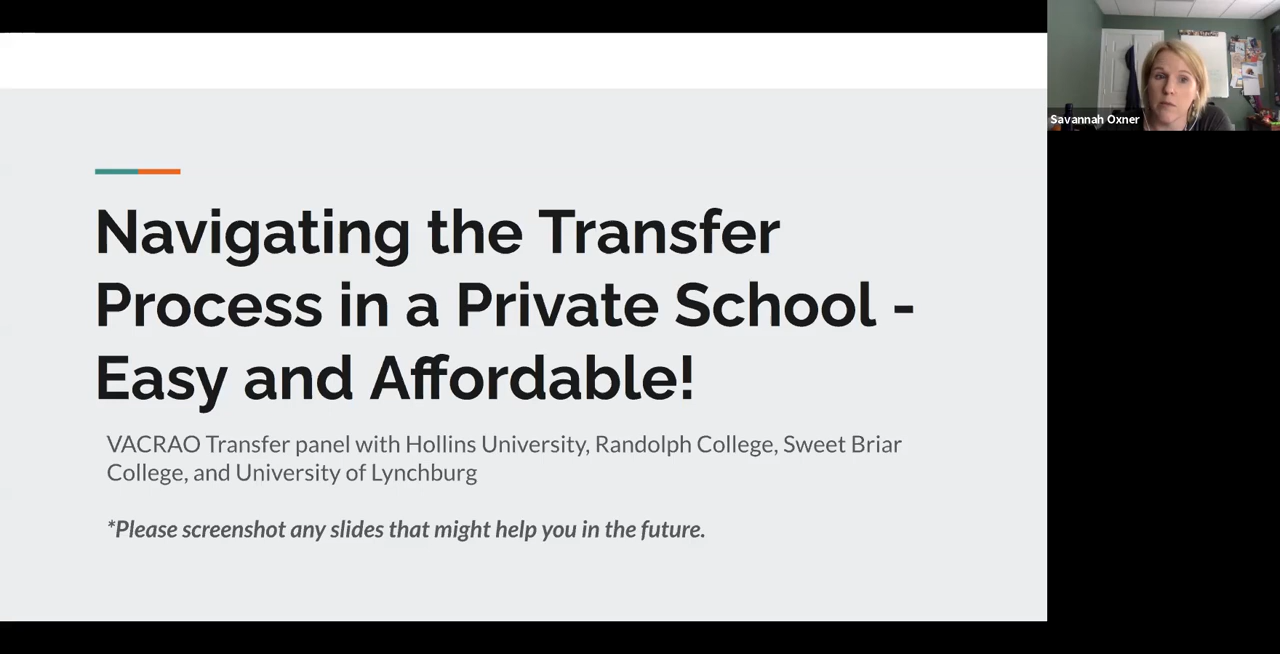 Navigating the Transfer
Process in a Private School -
Easy and Affordable!
VACRAO Transfer panel with Hollins University, Randolph College, Sweet Briar
College, and University of Lynchburg
*Please screenshot any slides that might help you in the future.
Savannah Oxner